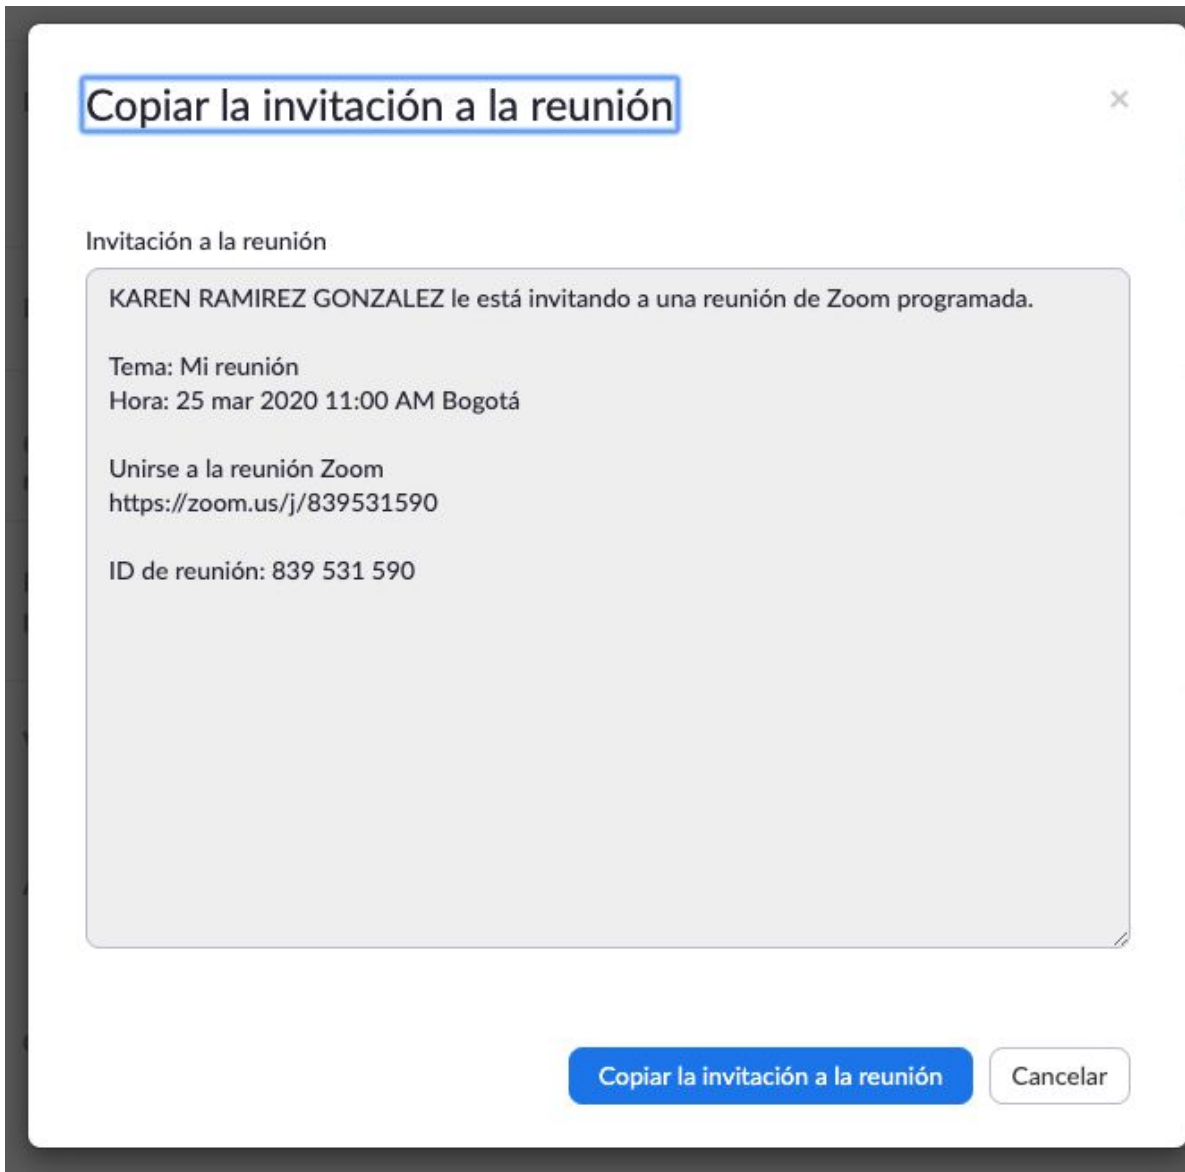 Copiar la invitación a la reunión
×
Invitación a la reunión
KAREN RAMIREZ GONZALEZ le está invitando a una reunión de Zoom programada.
Tema: Mi reunión
Hora: 25 mar 2020 11:00 AM Bogotá
Unirse a la reunión Zoom
https://zoom.us/j/839531590
ID de reunión: 839 531 590
Copiar la invitación a la reunión
Cancelar